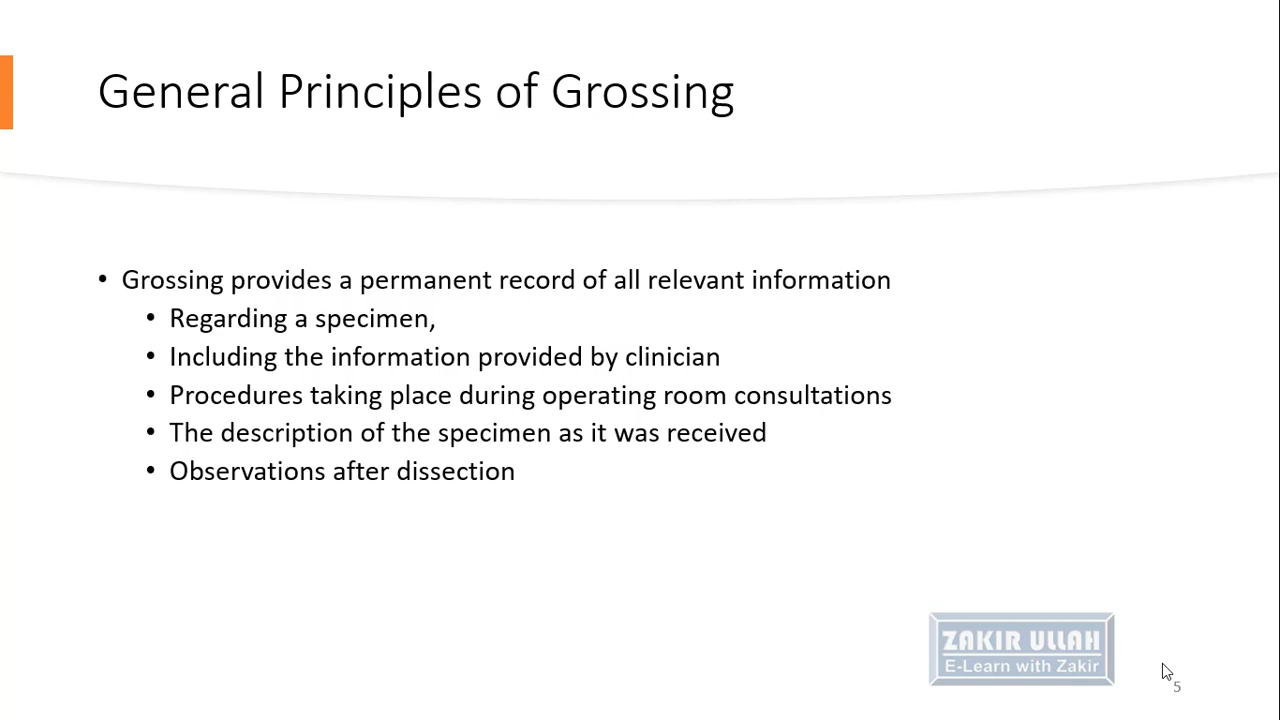 General Principles of Grossing
• Grossing provides a permanent record of all relevant information
• Regarding a specimen,
• Including the information provided by clinician
• Procedures taking place during operating room consultations
• The description of the specimen as it was received
• Observations after dissection
ZAKIR ULLAH
E-Learn with Zakir
5